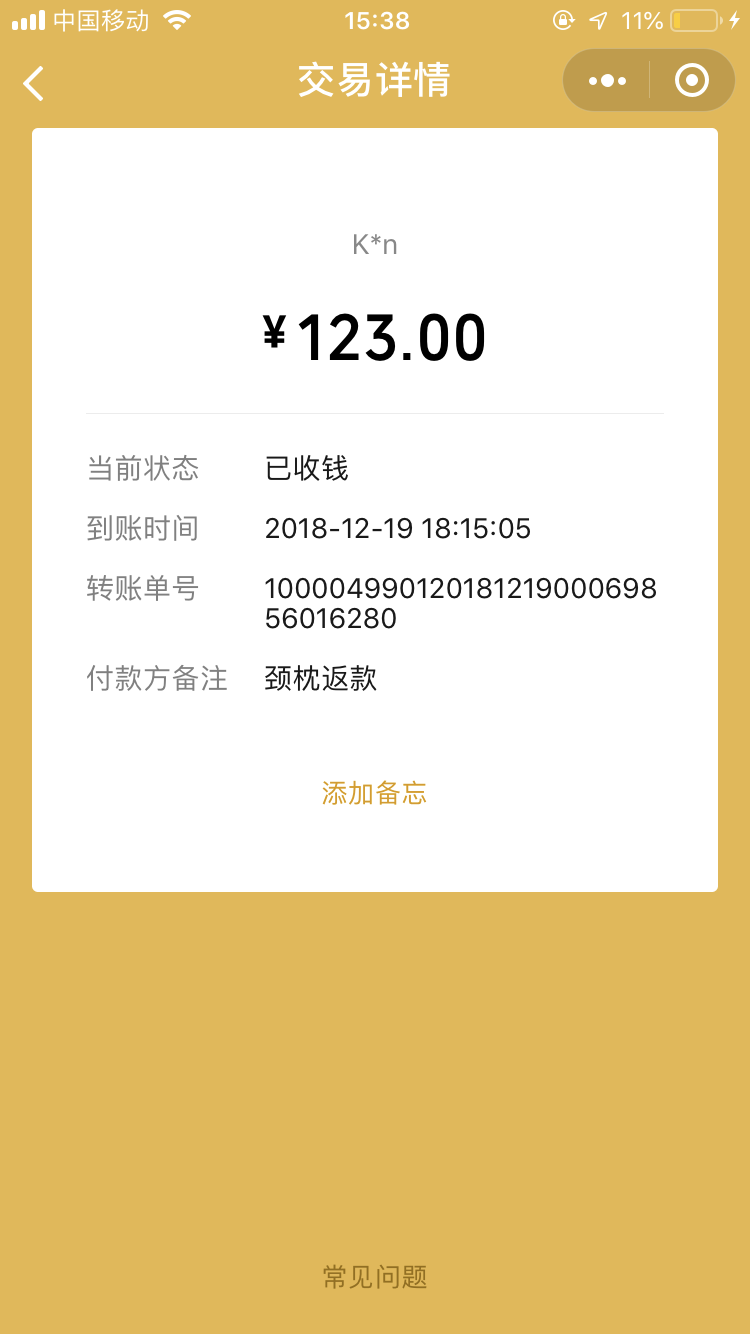 中国移动
15:38
11%
交易详情
K*n
¥123.00
当前状态 已收钱
到账时间 2018-12-19 18:15:05
转账单号 100004990120181219000698
56016280
付款方备注 颈枕返款
添加备忘
常见问题